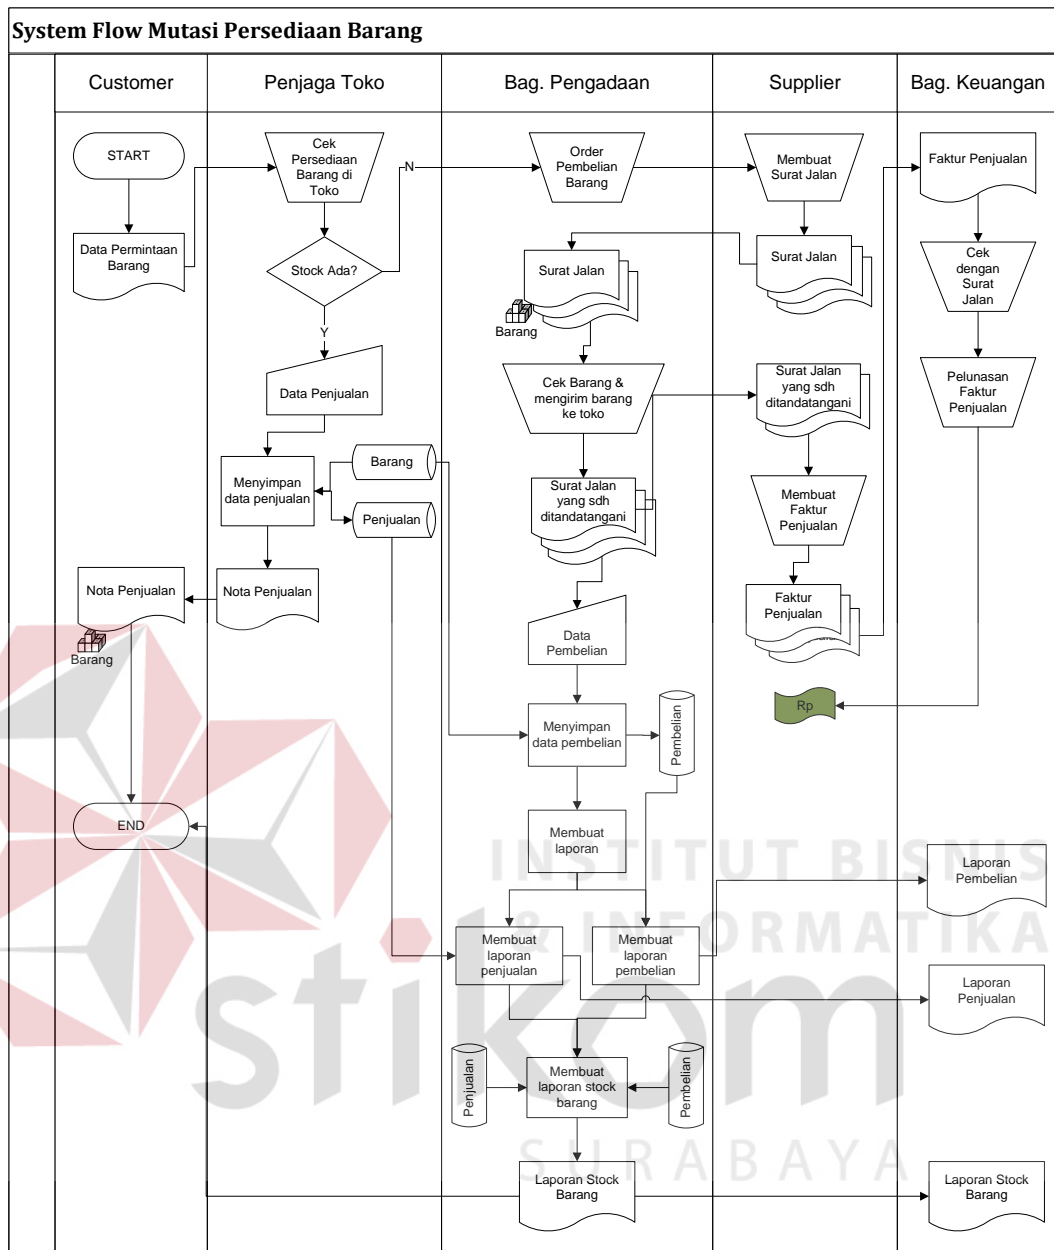 System Flow Mutasi Persediaan Barang
Customer
Penjaga Toko
Bag. Pengadaan
Supplier
Bag. Keuangan
START
Cek
Persediaan
Barang di
Toko
N
Order
Pembelian
Barang
Membuat
Surat Jalan
Faktur Penjualan
Data Permintaan
Barang
Stock Ada?
Surat Jalan
Barang
Surat Jalan
Cek
dengan
Surat
Jalan
Y
Data Penjualan
Cek Barang &
mengirim barang
ke toko
Surat Jalan
yang sdh
ditandatangani
Pelunasan
Faktur
Penjualan
Menyimpan
data penjualan
Barang
Penjualan
Surat Jalan
yang sdh
ditandatangani
Membuat
Faktur
Penjualan
Nota Penjualan
Barang
Nota Penjualan
Data
Pembelian
Faktur
Penjualan
Rp
Menyimpan
data pembelian
Pembelian
END
Membuat
laporan
Laporan
Pembelian
Membuat
laporan
penjualan
Membuat
laporan
pembelian
Laporan
Penjualan
Penjualan
Membuat
laporan stock
barang
Pembelian
Laporan Stock
Barang
Laporan Stock
Barang
INSTITUT BISNIS
& INFORMATIKA
stikom
SURABAYA